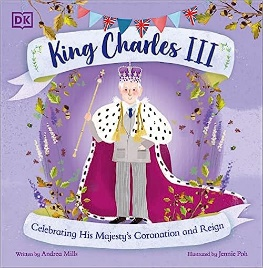 DK
King Charles III
Celebrating His Majesty's Coronation and Reign
Written by Andrea Mills
Illustrated by Jennie Poh